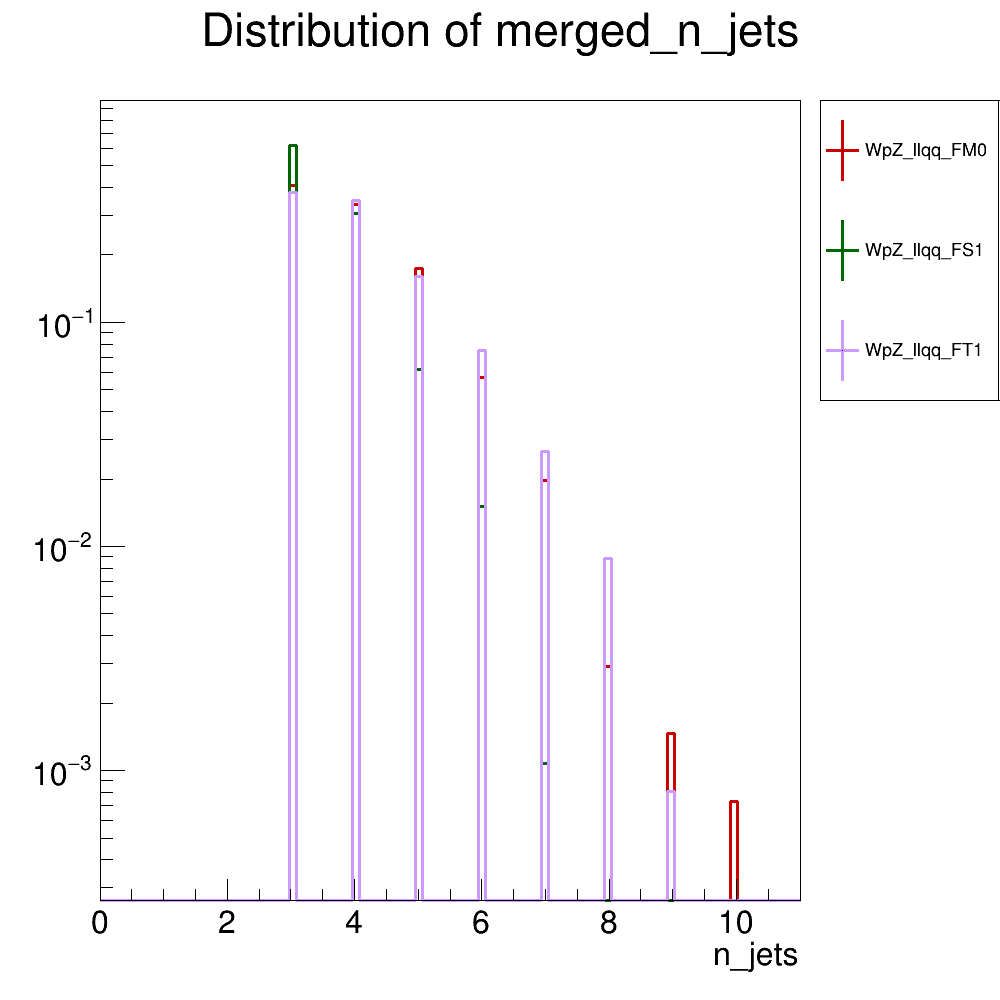 Distribution of merged_n_jets
WpZ_llqq_FM0
WpZ_llqq_FS1
WpZ_llqq_FT1
10−1
10−2
10−3
0 2 4 6 8 10
n_jets